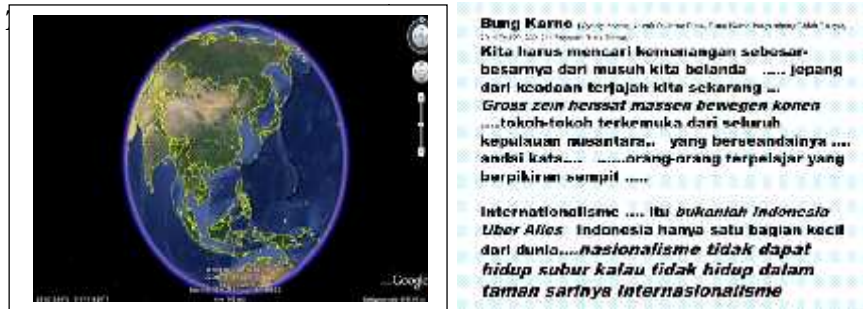 Google
Bung Karno
Kita harus mencari kemenangan sebesar-
besarnya dari musuh kita belanda ..... jepang
dari keadaan terjajah kita sekarang ...
Gross zein heissat massen bewegen konen
....tokoh-tokoh terkemuka dari seluruh
kepulauan nusantara.. yang berseandainya ....
andai kata.... ......orang-orang terpelajar yang
berpikiran sempit .....
Internationalisme .... itu bukanlah Indonesia
Uber Alles Indonesia hanya satu bagian kecil
dari dunia....nasionalisme tidak dapat
hidup subur kalau tidak hidup dalam
taman sarinya internasionalisme